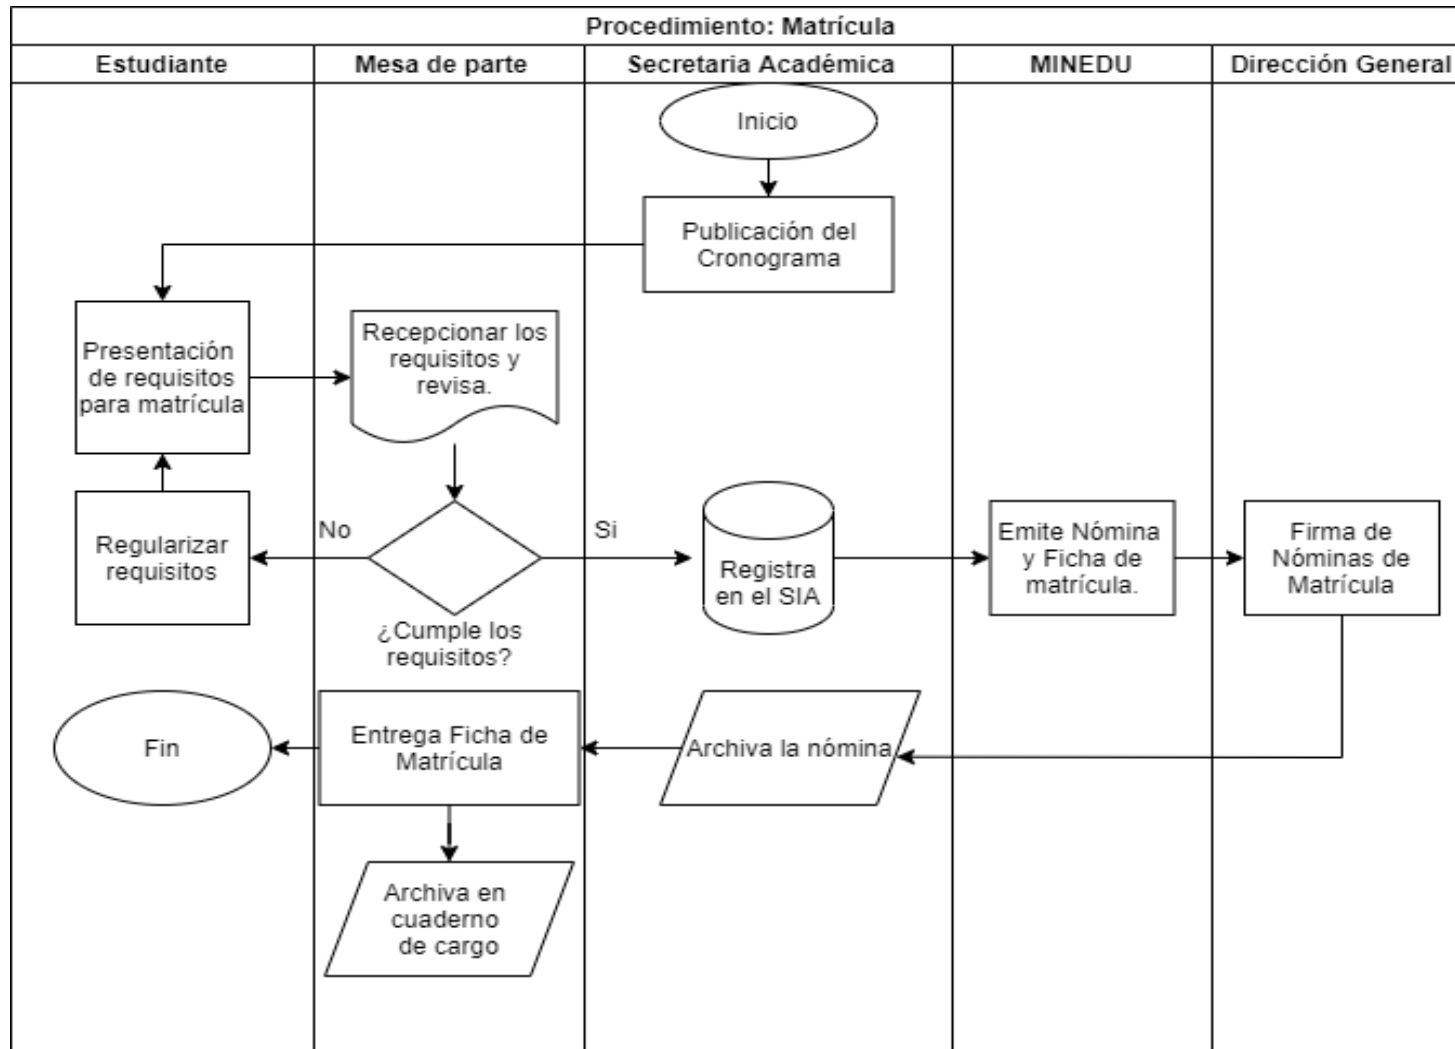 Procedimiento: Matrícula
Estudiante
Mesa de parte
Secretaria Académica
MINEDU
Dirección General
Inicio
Publicación del
Cronograma
Presentación
de requisitos
para matrícula
Recepcionar los
requisitos y
revisa.
Regularizar
requisitos
No
¿Cumple los
requisitos?
Si
Registra
en el SIA
Emite Nómina
y Ficha de
matrícula.
Firma de
Nóminas de
Matrícula
Fin
Entrega Ficha de
Matrícula
Archiva la nómina
Archiva en
cuaderno
de cargo